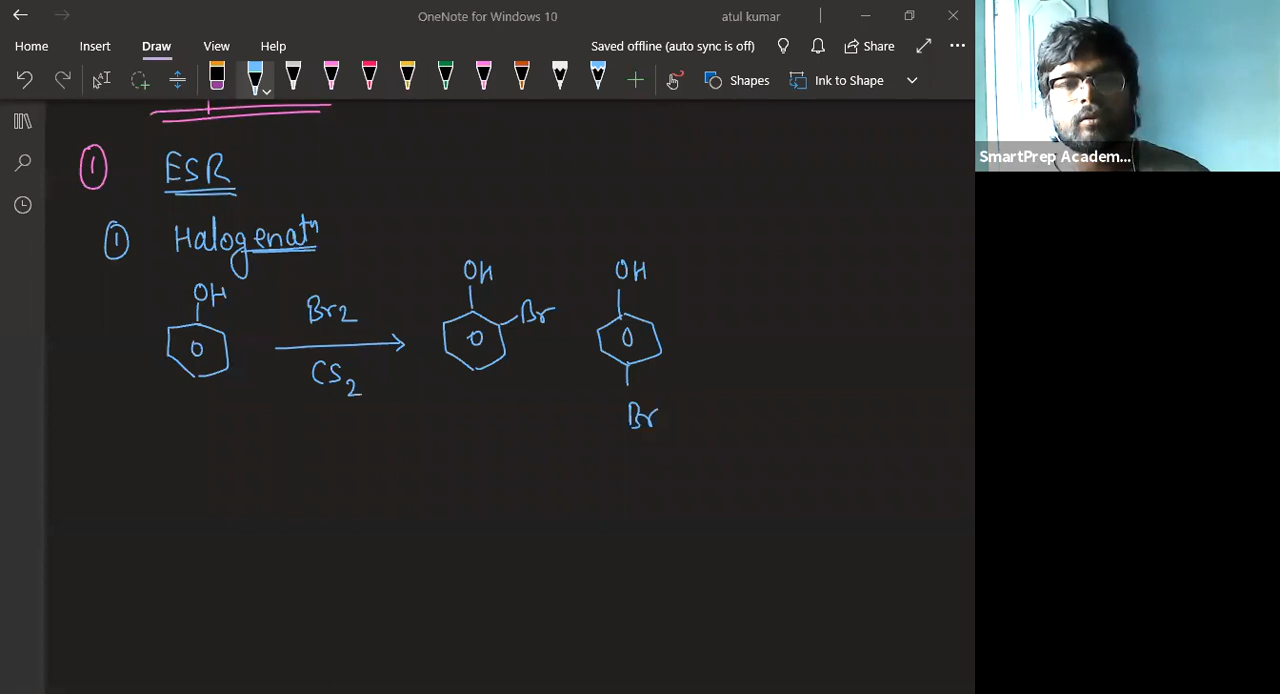 OneNote for Windows 10
atul kumar
Home Insert Draw View Help
Saved offline (auto sync is off)
Share
Shapes
Ink to Shape
SmartPrep Academ...
1 ESR
1 Halogenatn
OH
Br2
CS2
OH
Br
OH
Br